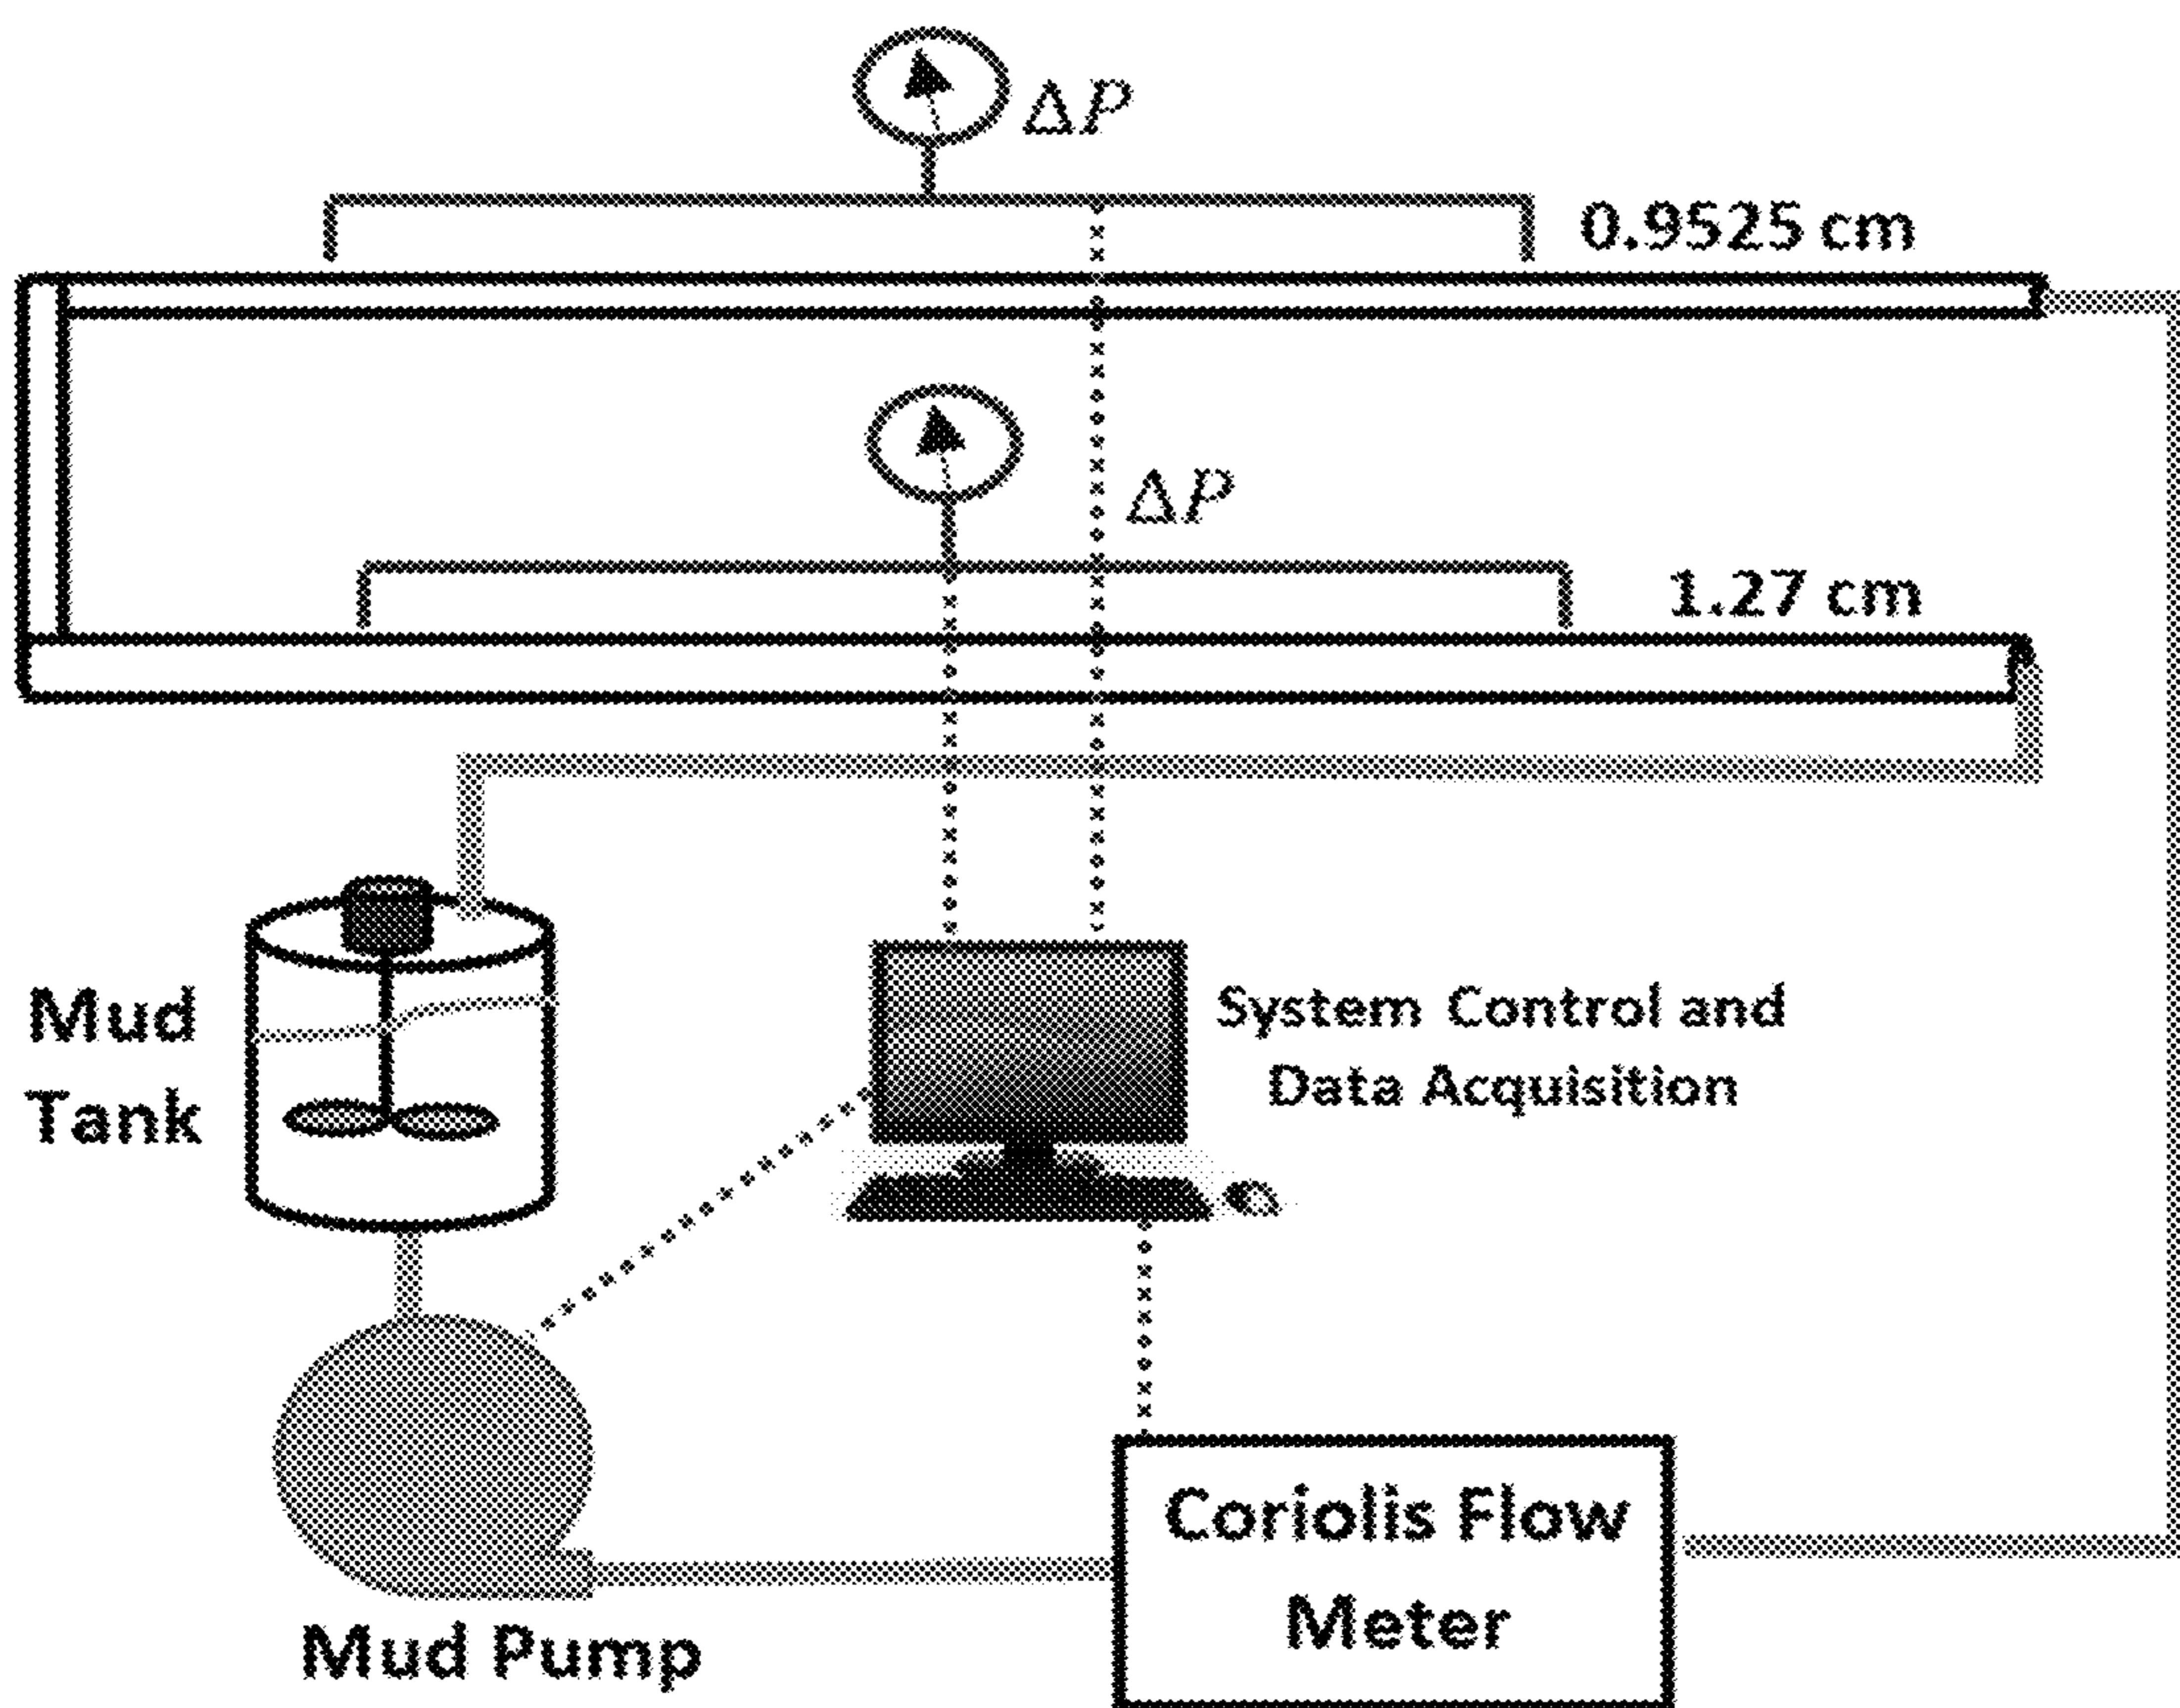 ΔP
0.9525 cm
ΔP
1.27 cm
Mud
Tank
System Control and
Data Acquisition
Coriolis Flow
Meter
Mud Pump